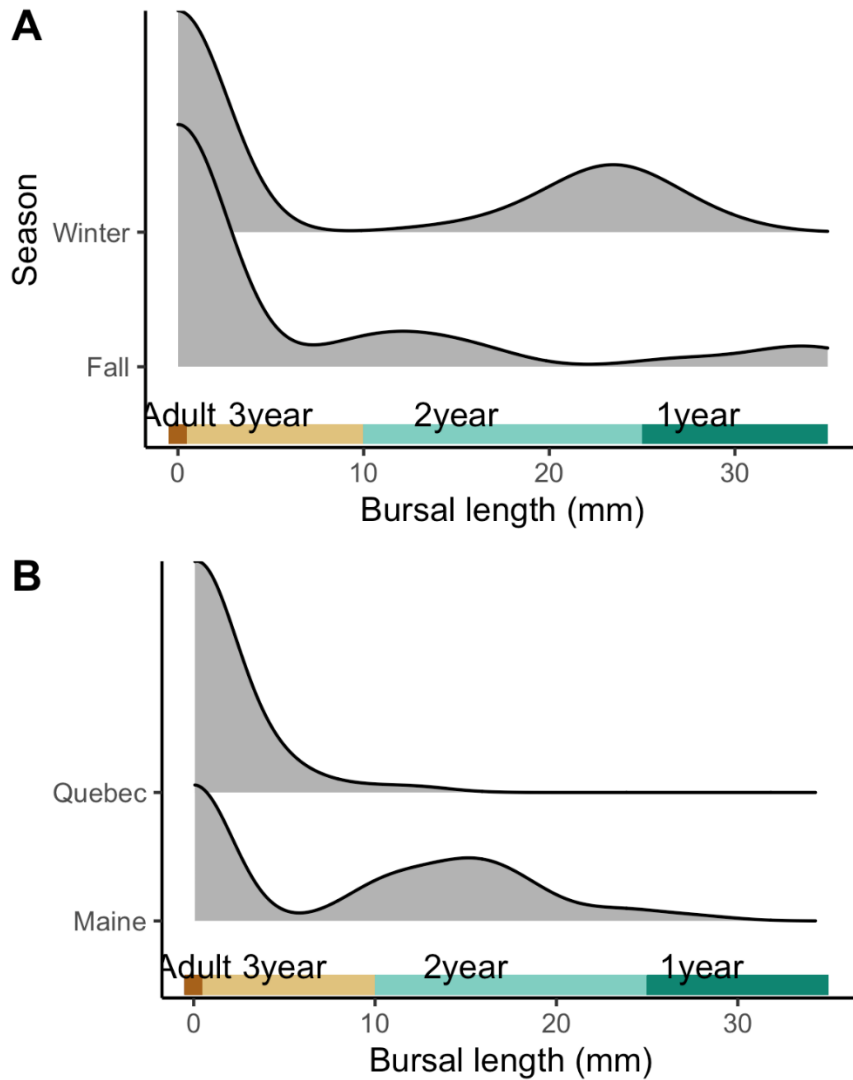 A
Season
Winter
Fall
Adult 3year 2year 1year
0 10 20 30
Bursal length (mm)
B
Quebec
Maine
Adult 3year 2year 1year
0 10 20 30
Bursal length (mm)